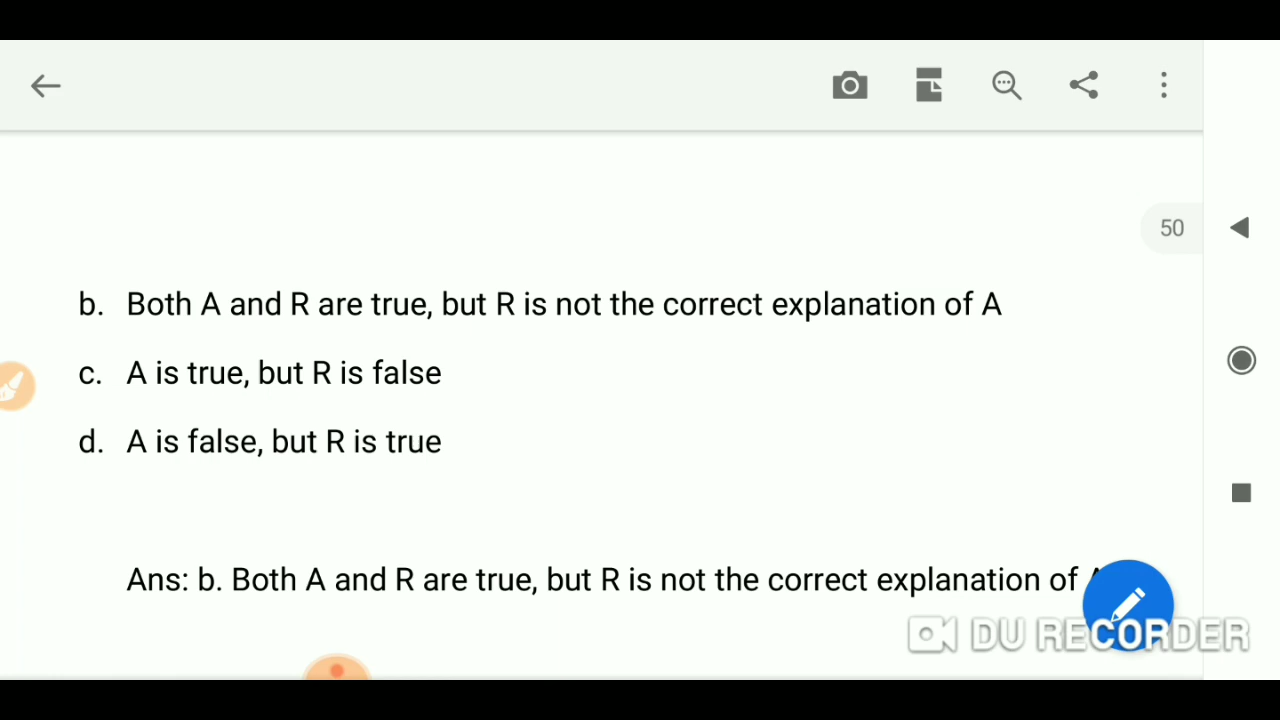 50
b. Both A and R are true, but R is not the correct explanation of A
c. A is true, but R is false
d. A is false, but R is true
Ans: b. Both A and R are true, but R is not the correct explanation of
DU RECORDER